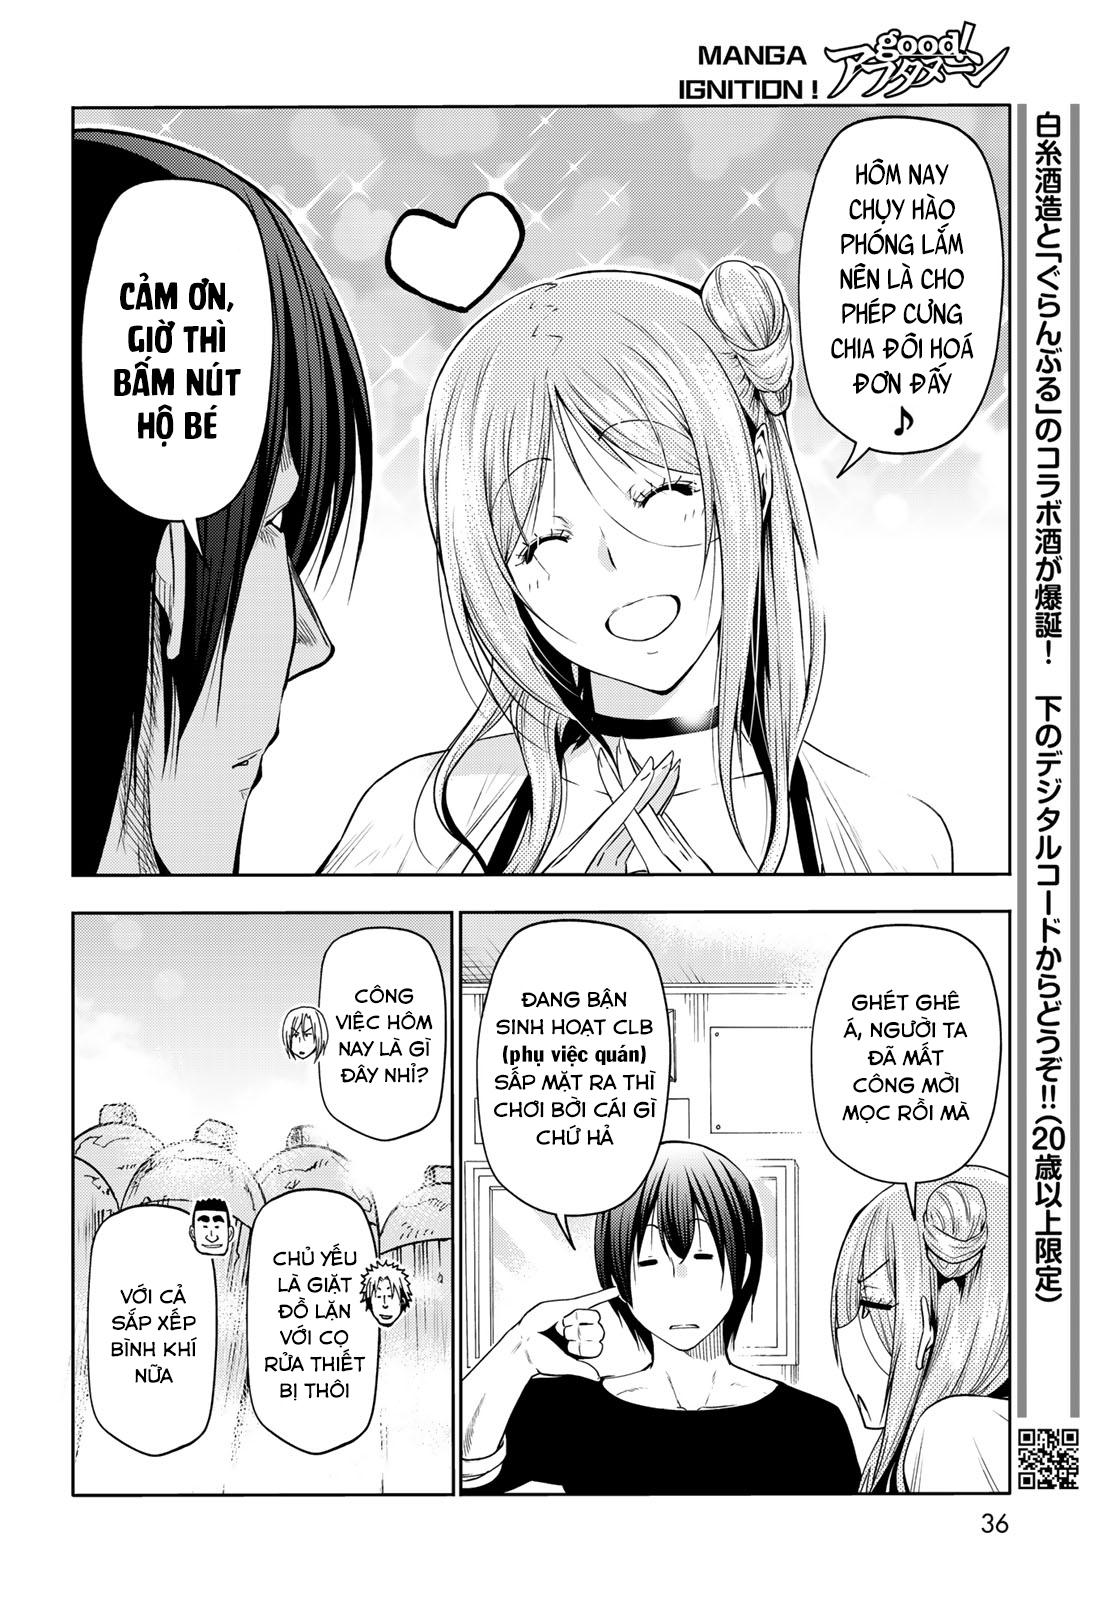 MANGA
IGNITION !
good!
アフタヌーン
HÔM NAY
CHỤY HÀO
PHÓNG LẮM
NÊN LÀ CHO
PHÉP CƯNG
CHIA ĐÔI HOÁ
ĐƠN ĐẤY
♪
CẢM ƠN,
GIỜ THÌ
BẤM NÚT
HỘ BÉ
GHÉT GHÊ
Á, NGƯỜI TA
ĐÃ MẤT
CÔNG MỜI
MỌC RỒI MÀ
ĐANG BẬN
SINH HOẠT CLB
(phụ việc quán)
SẤP MẶT RA THÌ
CHƠI BỜI CÁI GÌ
CHỨ HẢ
CÔNG
VIỆC HÔM
NAY LÀ GÌ
ĐÂY NHỈ?
CHỦ YẾU
LÀ GIẶT
ĐỒ LẶN
VỚI CỌ
RỬA THIẾT
BỊ THÔI
VỚI CẢ
SẮP XẾP
BÌNH KHÍ
NỮA
白糸酒造と「ぐらんぶる」のコラボ酒が爆誕！　下のデジタルコードからどうぞ!!（20歳以上限定）
36